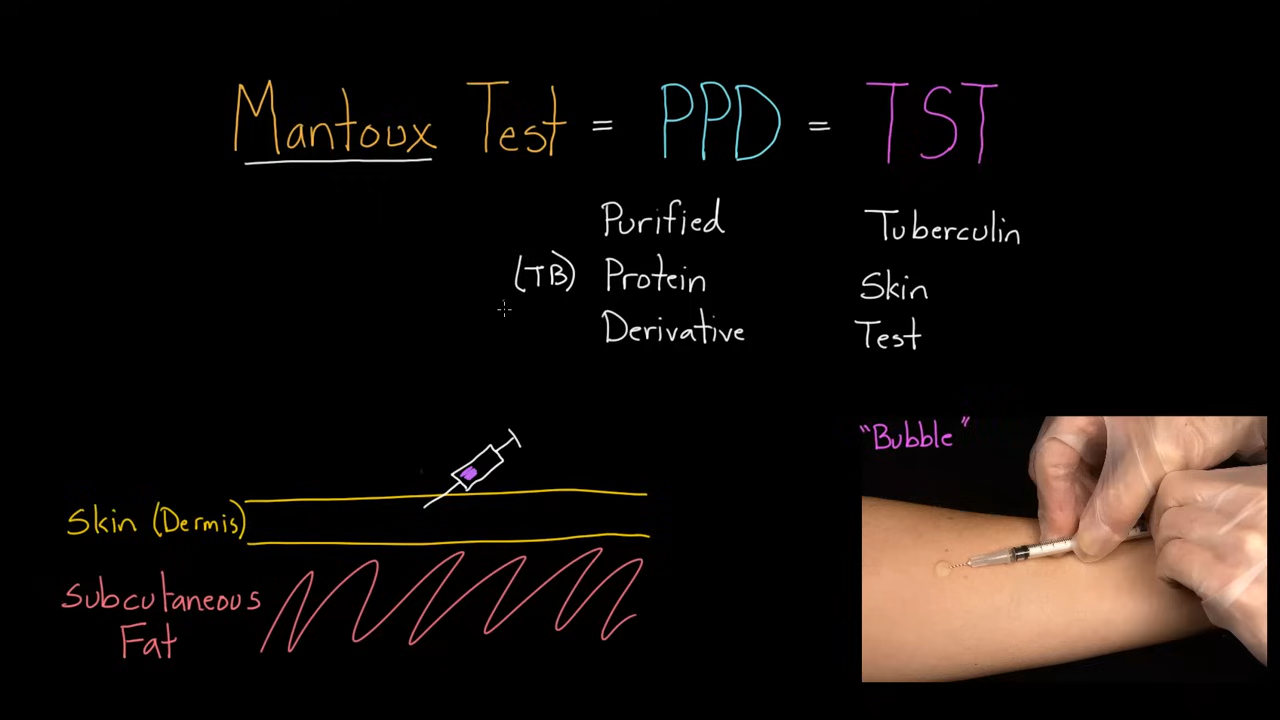 Mantoux Test = PPD = TST
Purified
(TB) Protein
Derivative
Tuberculin
Skin
Test
"Bubble"
Skin (Dermis)
Subcutaneous
Fat